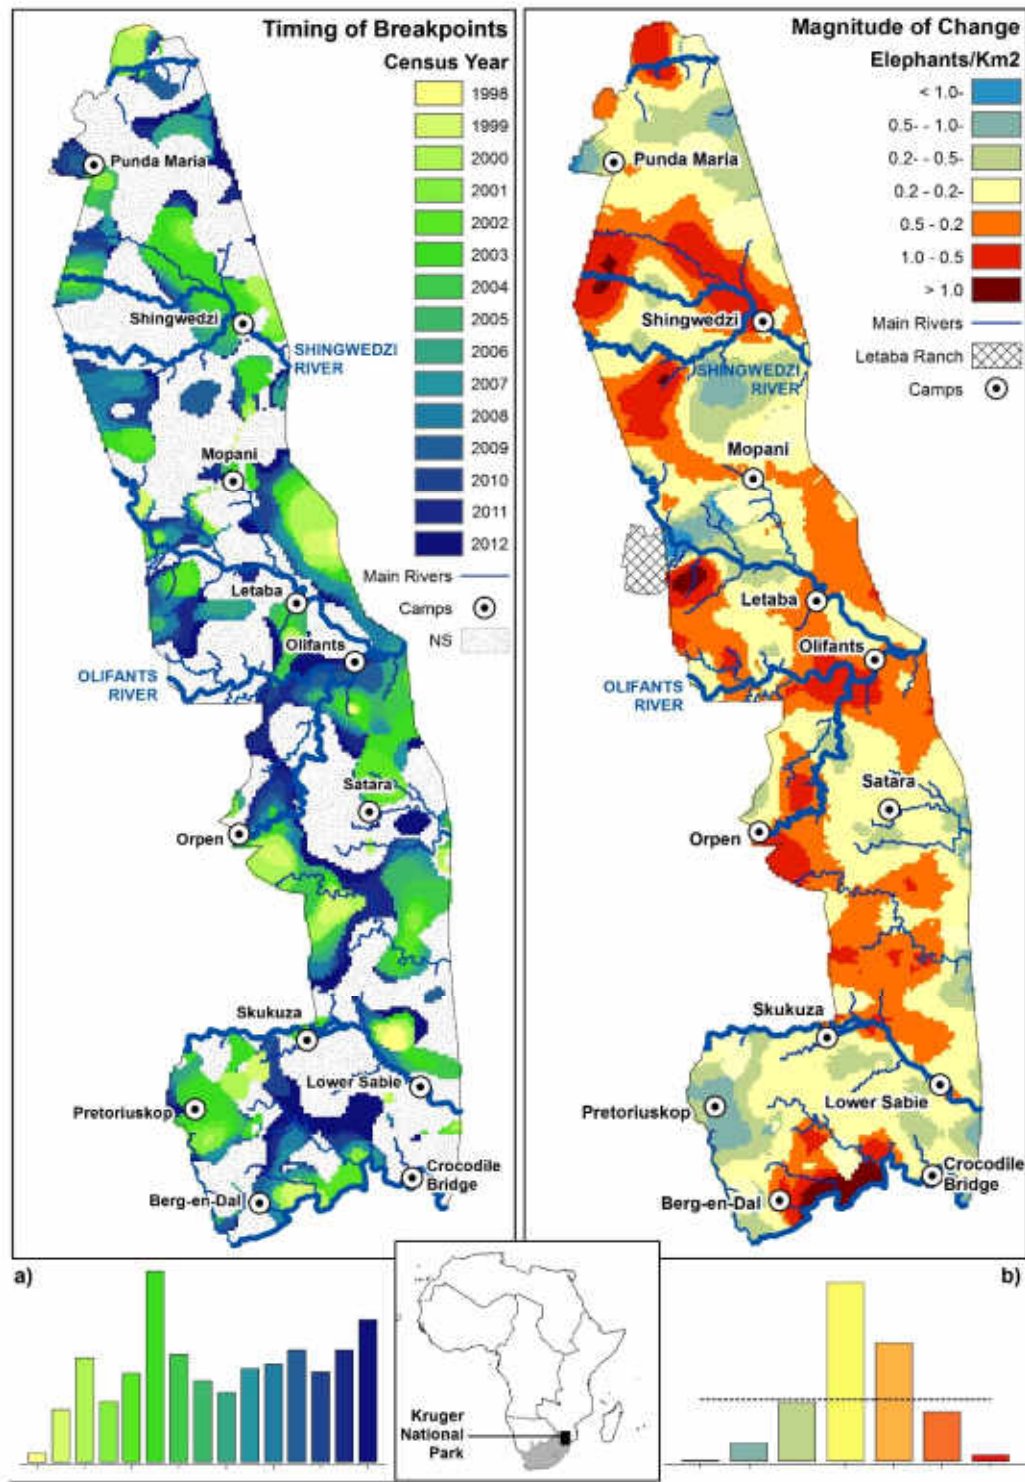 Timing of Breakpoints
Census Year
1998
1999
2000
2001
2002
2003
2004
2005
2006
2007
2008
2009
2010
2011
2012
Main Rivers
Camps
NS
Punda Maria
Shingwedzi
SHINGWEDZI
RIVER
Mopani
Letaba
Olifants
OLIFANTS
RIVER
Satara
Orpen
Skukuza
Lower Sabie
Pretoriuskop
Crocodile
Bridge
Berg-en-Dal
Magnitude of Change
Elephants/Km2
< 1.0-
0.5- - 1.0-
0.2- - 0.5-
0.2 - 0.2-
0.5 - 0.2
1.0 - 0.5
> 1.0
Main Rivers
Letaba Ranch
Camps
Punda Maria
Shingwedzi
SHINGWEDZI
RIVER
Mopani
Letaba
Olifants
OLIFANTS
RIVER
Satara
Orpen
Skukuza
Lower Sabie
Pretoriuskop
Crocodile
Bridge
Berg-en-Dal
a)
Kruger
National
Park
b)